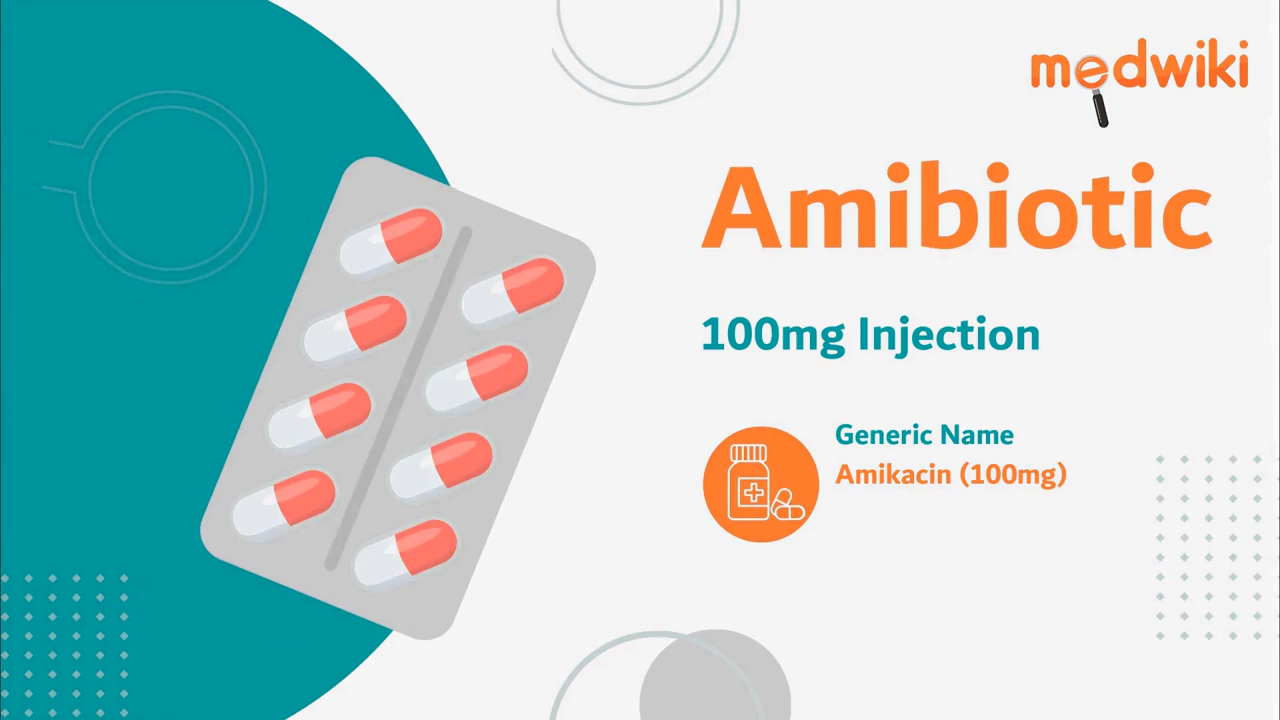 medwiki
Amibiotic
100mg Injection
Generic Name
Amikacin (100mg)